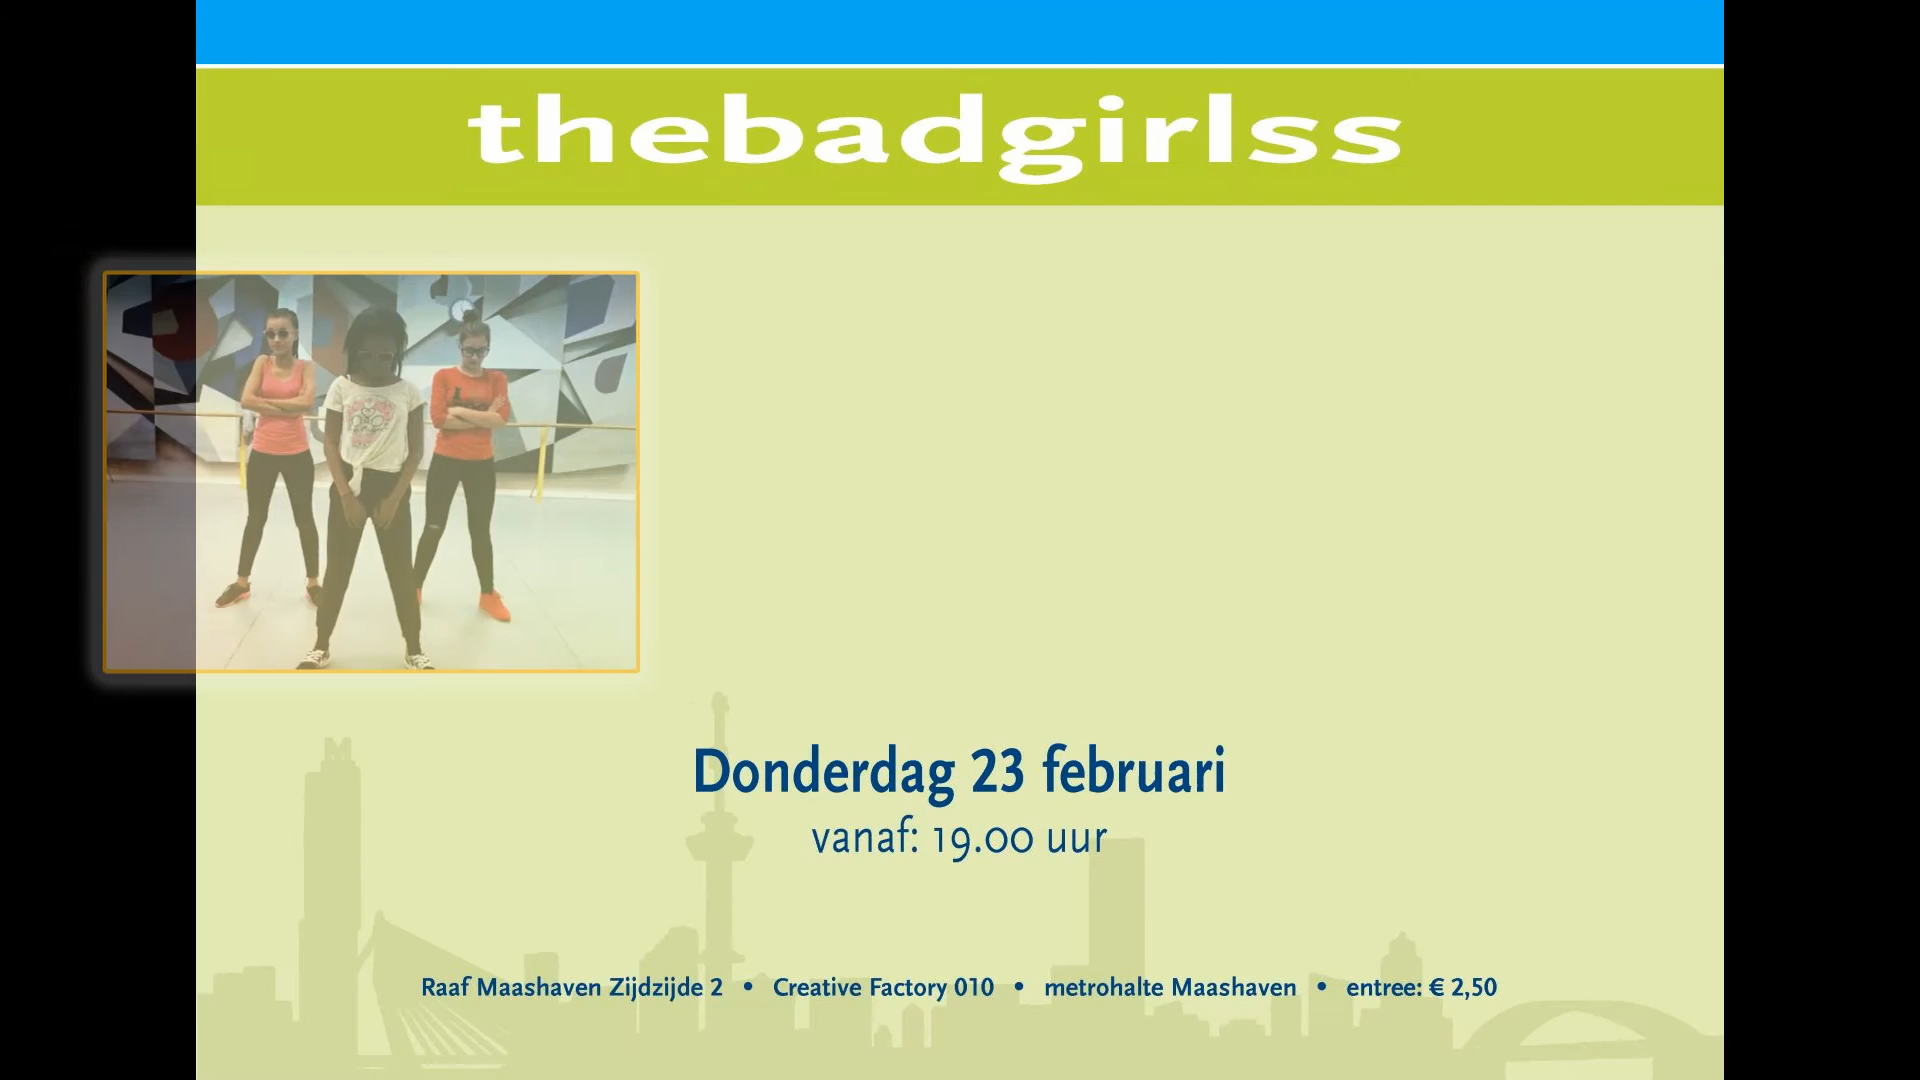 thebadgirlss
Donderdag 23 februari
vanaf: 19.00 uur
Raaf Maashaven Zijdzijde 2 • Creative Factory 010 • metrohalte Maashaven • entree: € 2,50